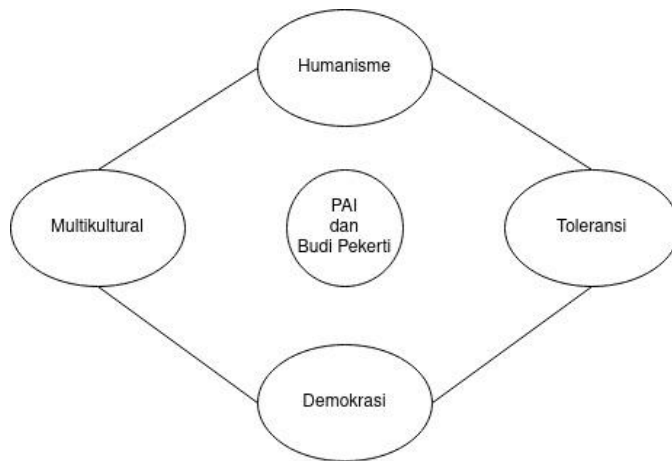 Humanisme
Multikultural
PAI
dan
Budi Pekerti
Toleransi
Demokrasi